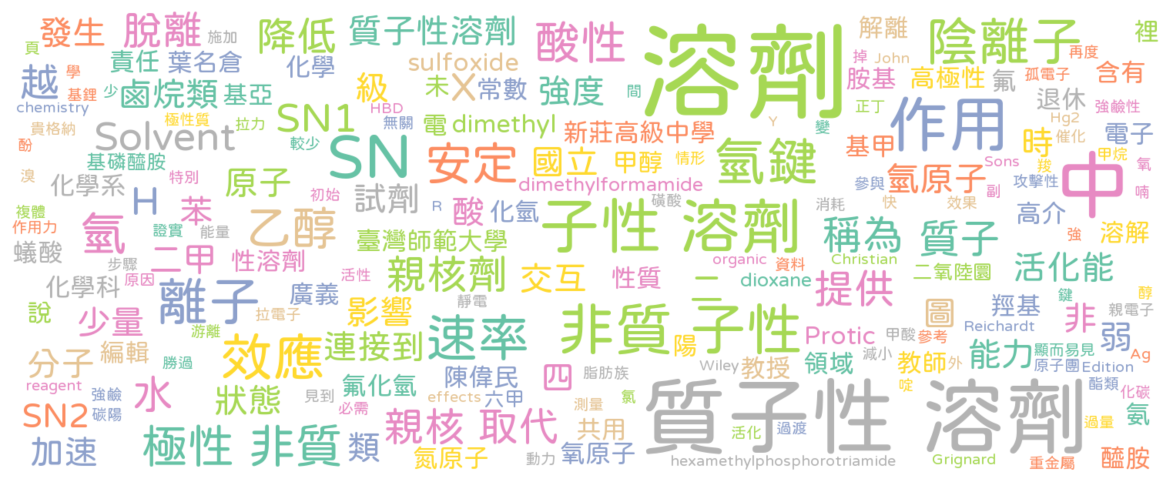 發生 脫離 施加 降低 質子性溶劑 酸性 溶劑 解離 陰離子 裡
頁 責任 葉名倉 化學 sulfoxide 掉 John 再度
越 學 少 鹵烷類 基亞 級 未 X 常數 強度 間 胺基 高極性 氟 孤電子 含有
chemistry 基鋰 極性質 SN1 HBD 電 dimethyl 正丁 作用 退休 強鹼性
貴格納 Solvent 拉力 無關 新莊高級中學 Y 變 Hg2 電子
酚 較少 SN 安定 國立 甲醇 情形 氫鍵 基甲 時 催化 甲烷
基磷醯胺 原子 dimethylformamide Sons 羧 氧
溴 化學系 特別 初始 試劑 參與 氫原子 副 攻擊性 喃 中
H 苯 R 酸 化氫 磺酸 消耗 快 效果 高介
複體 作用力 氫 乙醇 子性 溶劑 稱為 質子 強 溶解
證實 能量 臺灣師範大學
蟻酸 步驟 二甲 性溶劑 親核劑 交互 性質 organic 資料 Christian 二氧陸圜 活化能
化學科 原因 活性 二 dioxane 提供 鍵 醇
說 少量 離子 廣義 影響 靜電 圖 羥基 親電子
拉電子 速率 非質 子性 Protic 甲酸 參考 Reichardt 非 弱
分子 編輯 游離 效應 連接到 陽 減小 顯而易見 Ag
勝過 領域 教師 外 能力 原子團 Edition
reagent 水 狀態 氟化氫 陳偉民 四 脂肪族 Wiley 教授 啶 酯類 化碳
強鹼 見到 effects 六甲 氯
SN2 碳陽 必需 測量 質子性 溶劑 過量 氨
加速 極性 非質 類 親核 取代 共用 活化 過渡
氮原子 動力 氧原子 hexamethylphosphorotriamide Grignard 重金屬 醯胺